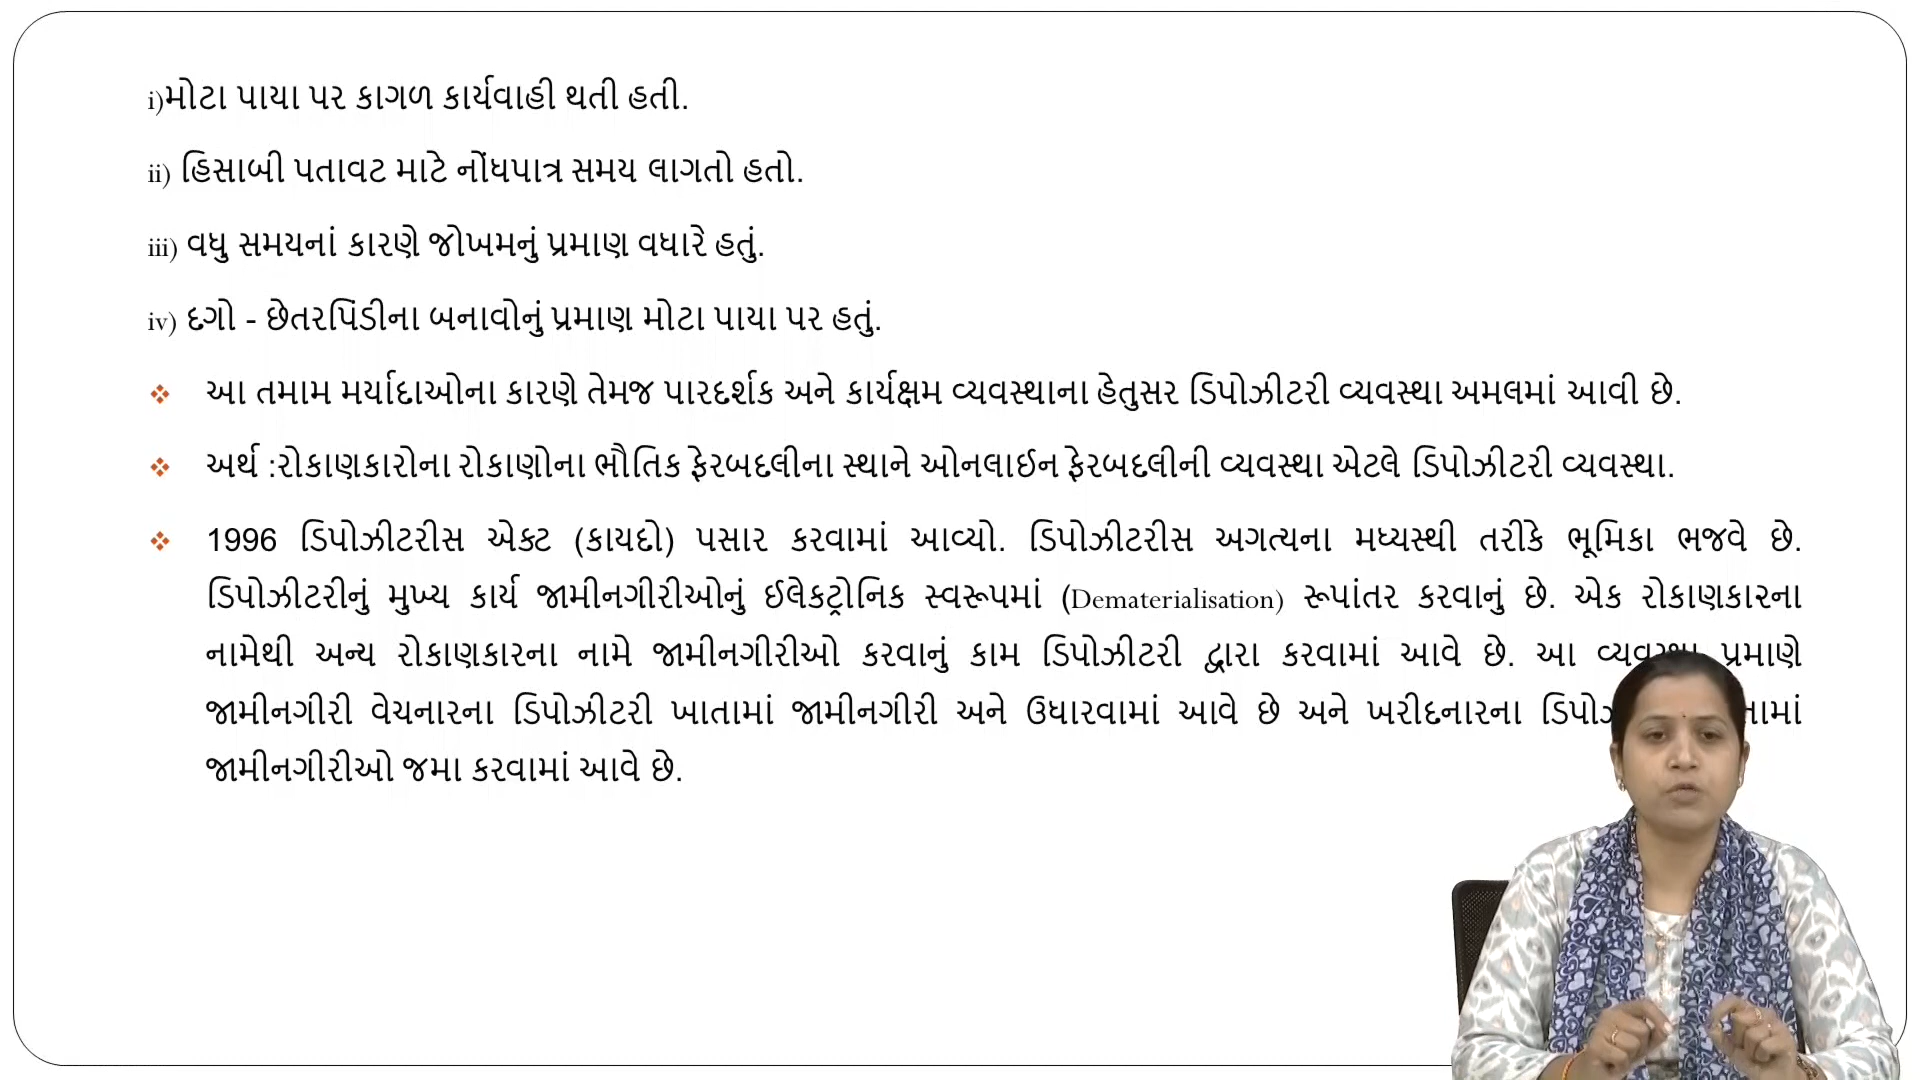 i)મોટા પાયા પર કાગળ કાર્યવાહી થતી હતી.
ii) હિસાબી પતાવટ માટે નોંધપાત્ર સમય લાગતો હતો.
iii) વધુ સમયનાં કારણે જોખમનું પ્રમાણ વધારે હતું.
iv) દગો - છેતરપિંડીના બનાવોનું પ્રમાણ મોટા પાયા પર હતું.
❖ આ તમામ મર્યાદાઓના કારણે તેમજ પારદર્શક અને કાર્યક્ષમ વ્યવસ્થાના હેતુસર ડિપોઝીટરી વ્યવસ્થા અમલમાં આવી છે.
❖ અર્થ :રોકાણકારોના રોકાણોના ભૌતિક ફેરબદલીના સ્થાને ઓનલાઈન ફેરબદલીની વ્યવસ્થા એટલે ડિપોઝીટરી વ્યવસ્થા.
❖ 1996 ડિપોઝીટરીસ એક્ટ (કાયદો) પસાર કરવામાં આવ્યો. ડિપોઝીટરીસ અગત્યના મધ્યસ્થી તરીકે ભૂમિકા ભજવે છે.
ડિપોઝીટરીનું મુખ્ય કાર્ય જામીનગીરીઓનું ઈલેક્ટ્રોનિક સ્વરૂપમાં (Dematerialisation) રૂપાંતર કરવાનું છે. એક રોકાણકારના
નામેથી અન્ય રોકાણકારના નામે જામીનગીરીઓ કરવાનું કામ ડિપોઝીટરી દ્વારા કરવામાં આવે છે. આ પ્રમાણે
જામીનગીરી વેચનારના ડિપોઝીટરી ખાતામાં જામીનગીરી અને ઉધારવામાં આવે છે અને ખરીદનારના
જામીનગીરીઓ જમા કરવામાં આવે છે.